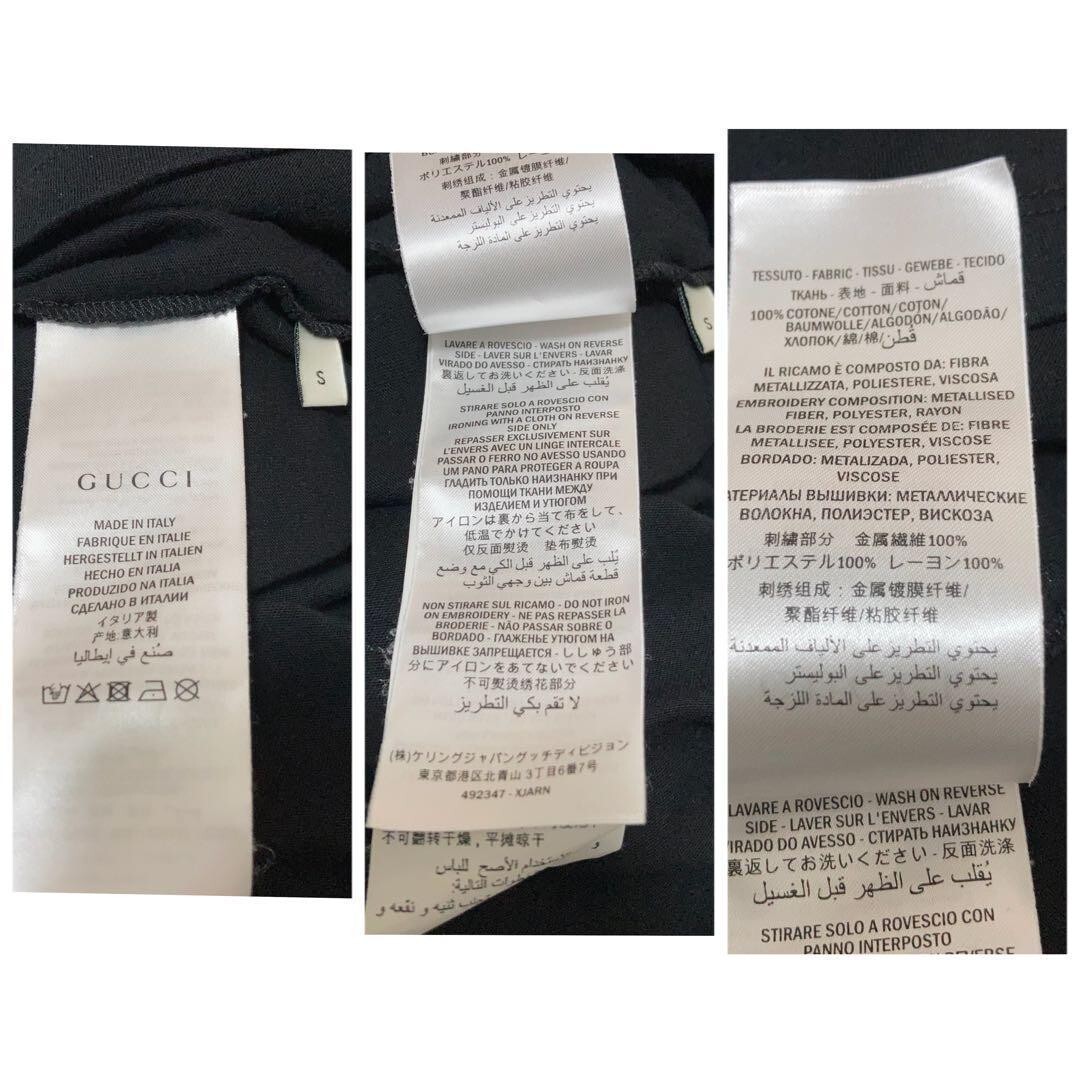 GUCCI
MADE IN ITALY
FABRIQUE EN ITALIE
HERGESTELLT IN ITALIEN
HECHO EN ITALIA
PRODUZIDO NA ITALIA
СДЕЛАНО В ИТАЛИИ
イタリア製
产地:意大利
صنع في إيطاليا
S
刺繍部分
ポリエステル100% レーヨ
刺绣组成：金属镀膜纤维/
聚酯纤维/粘胶纤维
يحتوي التطريز على الألياف الممعدنة
يحتوي التطريز على البوليستر
يحتوي التطريز على المادة اللزجة
LAVARE A ROVESCIO - WASH ON REVERSE
SIDE - LAVER SUR L'ENVERS - LAVAR
VIRADO DO AVESSO - СТИРАТЬ НАИЗНАНКУ
裏返してお洗いください - 反面洗涤
يُقلب على الظهر قبل الغسيل
STIRARE SOLO A ROVESCIO CON
PANNO INTERPOSTO
IRONING WITH A CLOTH ON REVERSE
SIDE ONLY
REPASSER EXCLUSIVEMENT SUR
L'ENVERS AVEC UN LINGE INTERCALE
PASSAR O FERRO NO AVESSO USANDO
UM PANO PARA PROTEGER A ROUPA
ГЛАДИТЬ ТОЛЬКО НАИЗНАНКУ ПРИ
ПОМОЩИ ТКАНИ МЕЖДУ
ИЗДЕЛИЕМ И УТЮГОМ
アイロンは裏から当て布をして、
低温でかけてください
仅反面熨烫 垫布熨烫
يُقلب على الظهر قبل الكي مع وضع
قطعة قماش بين وجهي الثوب
NON STIRARE SUL RICAMO - DO NOT IRON
ON EMBROIDERY - NE PAS REPASSER LA
BRODERIE - NÃO PASSAR SOBRE O
BORDADO - ГЛАЖЕНЬЕ УТЮГОМ НА
ВЫШИВКЕ ЗАПРЕЩАЕТСЯ - ししゅう部
分にアイロンをあてないでください
不可熨烫绣花部分
لا تقم بكي التطريز
(株)ケリングジャパングッチディビジョン
東京都港区北青山 3丁目6番7号
492347 - XJARN
不可翻转干燥，平摊晾干
الأصح للباس
ثنيه و نقعه و
S
TESSUTO - FABRIC - TISSU - GEWEBE - TECIDO
ТКАНЬ - 表地 - 面料 - قماش
100% COTONE/COTTON/COTON/
BAUMWOLLE/ALGODÓN/ALGODÃO/
ХЛОПОК/綿/棉/قطن
IL RICAMO È COMPOSTO DA: FIBRA
METALLIZZATA, POLIESTERE, VISCOSA
EMBROIDERY COMPOSITION: METALLISED
FIBER, POLYESTER, RAYON
LA BRODERIE EST COMPOSÉE DE: FIBRE
METALLISEE, POLYESTER, VISCOSE
BORDADO: METALIZADA, POLIESTER,
VISCOSE
АТЕРИАЛЫ ВЫШИВКИ: МЕТАЛЛИЧЕСКИЕ
ВОЛОКНА, ПОЛИЭСТЕР, ВИСКОЗА
刺繍部分 金属繊維100%
ポリエステル100% レーヨン100%
刺绣组成：金属镀膜纤维/
聚酯纤维/粘胶纤维
يحتوي التطريز على الألياف الممعدنة
يحتوي التطريز على البوليستر
يحتوي التطريز على المادة اللزجة
LAVARE A ROVESCIO - WASH ON REVERSE
SIDE - LAVER SUR L'ENVERS - LAVAR
VIRADO DO AVESSO - СТИРАТЬ НАИЗНАНКУ
裏返してお洗いください - 反面洗涤
يُقلب على الظهر قبل الغسيل
STIRARE SOLO A ROVESCIO CON
PANNO INTERPOSTO